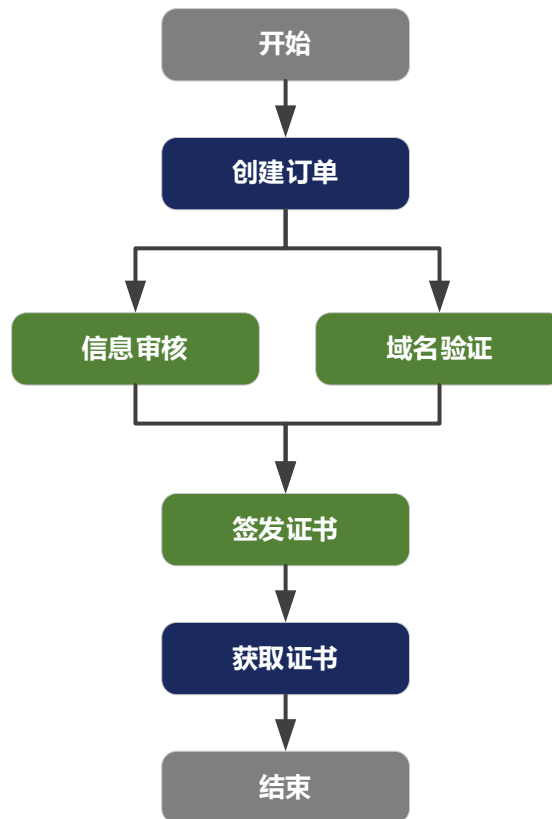 开始
创建订单
信息审核
域名验证
签发证书
获取证书
结束